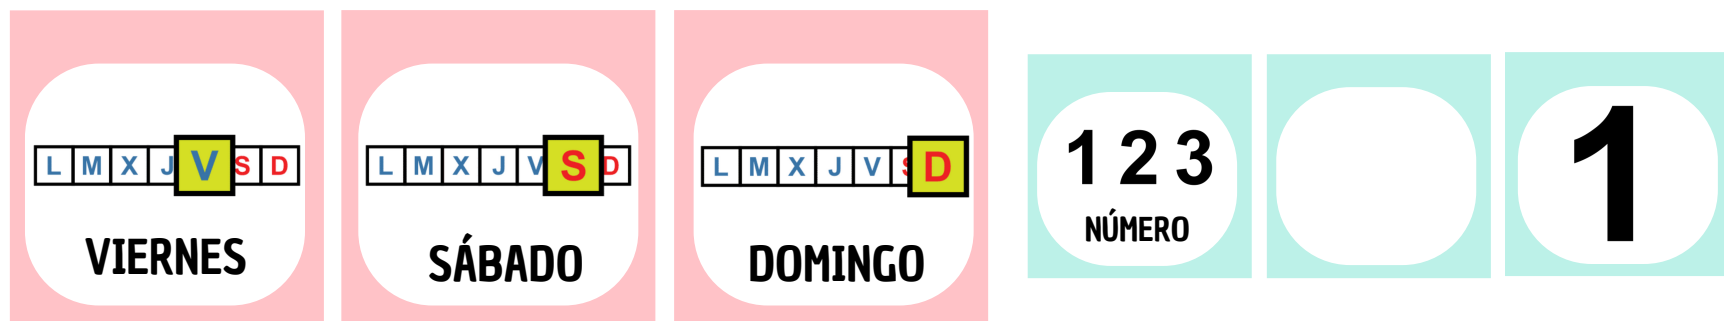 L M X J V S D
VIERNES
L M X J V S D
SÁBADO
L M X J V S D
DOMINGO
1 2 3
NÚMERO
1